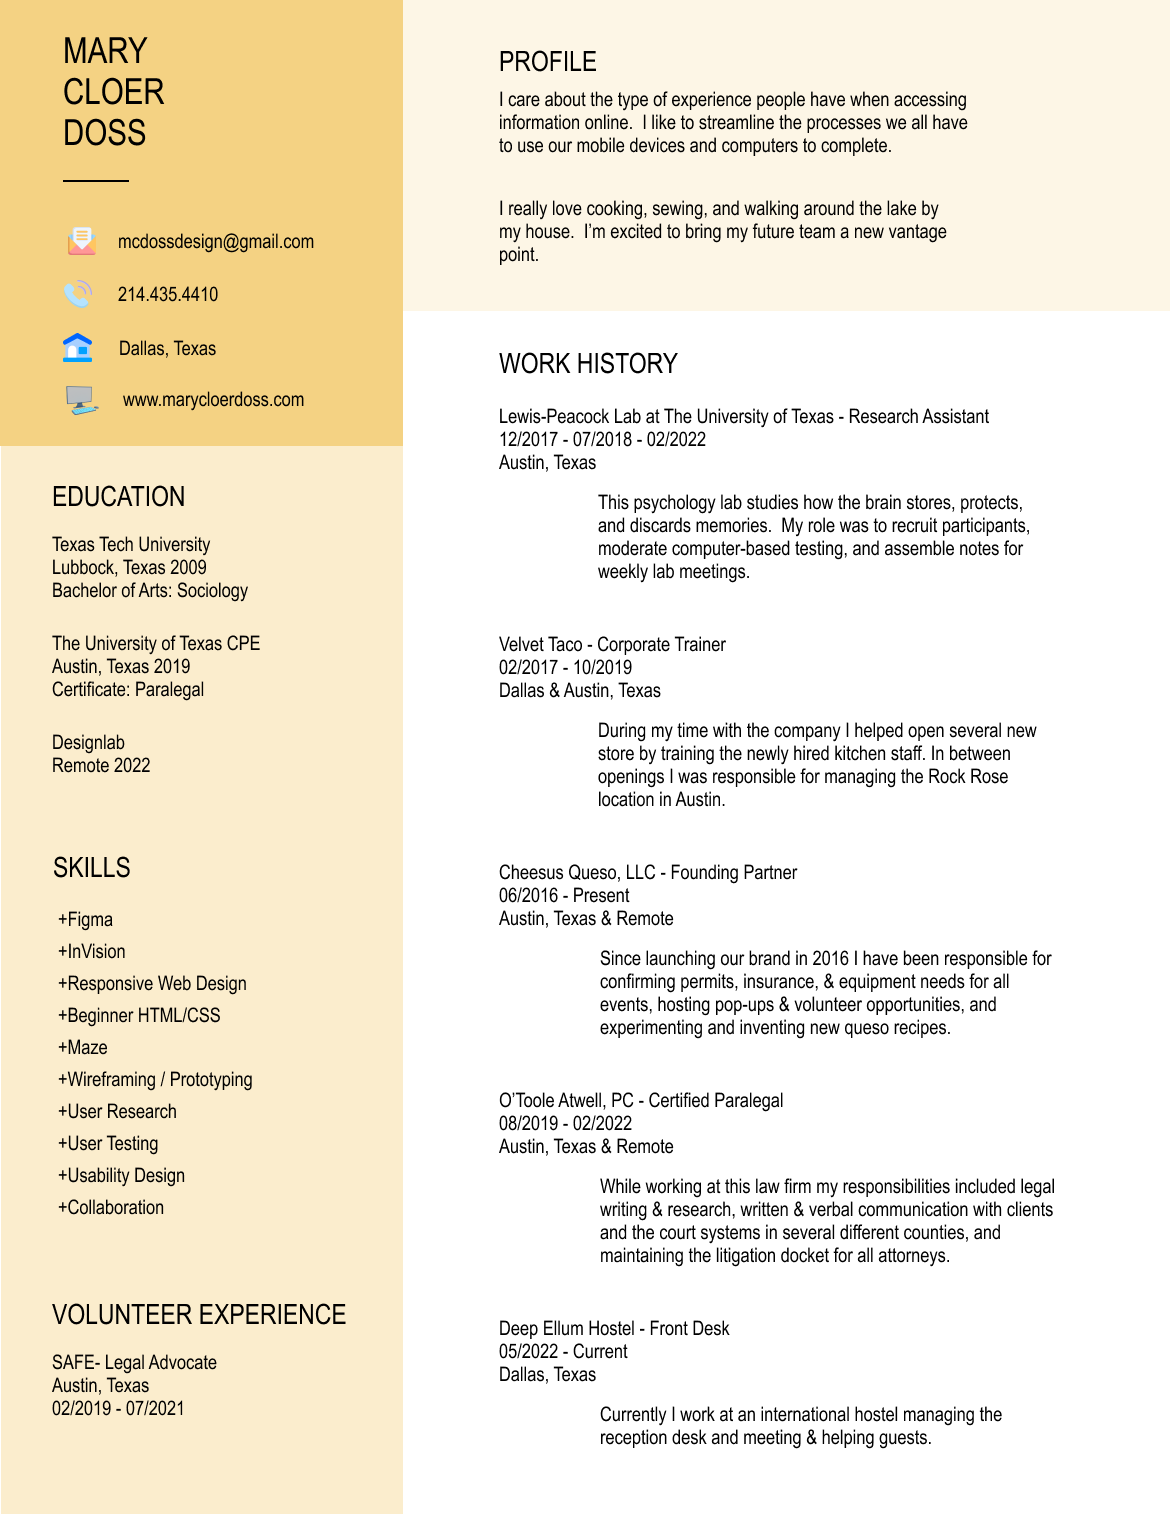 MARY
CLOER
DOSS
mcdossdesign@gmail.com
214.435.4410
Dallas, Texas
www.marycloerdoss.com
EDUCATION
Texas Tech University
Lubbock, Texas 2009
Bachelor of Arts: Sociology
The University of Texas CPE
Austin, Texas 2019
Certificate: Paralegal
Designlab
Remote 2022
SKILLS
+Figma
+InVision
+Responsive Web Design
+Beginner HTML/CSS
+Maze
+Wireframing / Prototyping
+User Research
+User Testing
+Usability Design
+Collaboration
VOLUNTEER EXPERIENCE
SAFE- Legal Advocate
Austin, Texas
02/2019 - 07/2021
PROFILE
I care about the type of experience people have when accessing
information online.  I like to streamline the processes we all have
to use our mobile devices and computers to complete.
I really love cooking, sewing, and walking around the lake by
my house.  I’m excited to bring my future team a new vantage
point.
WORK HISTORY
Lewis-Peacock Lab at The University of Texas - Research Assistant
12/2017 - 07/2018 - 02/2022
Austin, Texas
This psychology lab studies how the brain stores, protects,
and discards memories.  My role was to recruit participants,
moderate computer-based testing, and assemble notes for
weekly lab meetings.
Velvet Taco - Corporate Trainer
02/2017 - 10/2019
Dallas & Austin, Texas
During my time with the company I helped open several new
store by training the newly hired kitchen staff. In between
openings I was responsible for managing the Rock Rose
location in Austin.
Cheesus Queso, LLC - Founding Partner
06/2016 - Present
Austin, Texas & Remote
Since launching our brand in 2016 I have been responsible for
confirming permits, insurance, & equipment needs for all
events, hosting pop-ups & volunteer opportunities, and
experimenting and inventing new queso recipes.
O’Toole Atwell, PC - Certified Paralegal
08/2019 - 02/2022
Austin, Texas & Remote
While working at this law firm my responsibilities included legal
writing & research, written & verbal communication with clients
and the court systems in several different counties, and
maintaining the litigation docket for all attorneys.
Deep Ellum Hostel - Front Desk
05/2022 - Current
Dallas, Texas
Currently I work at an international hostel managing the
reception desk and meeting & helping guests.